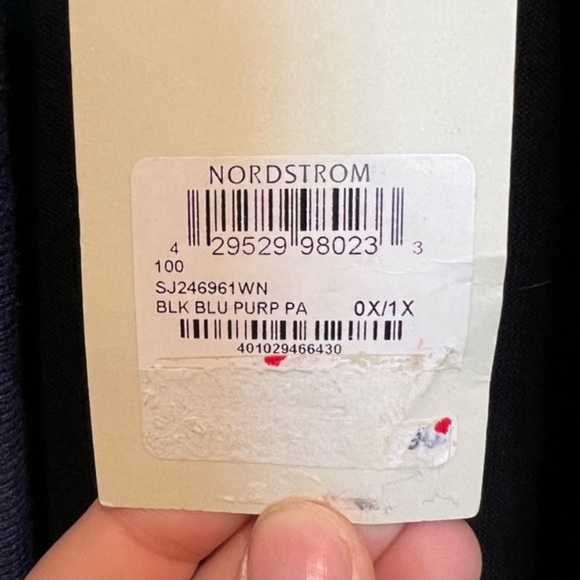 NORDSTROM
4 29529 98023 3
100
SJ246961WN
BLK BLU PURP PA 0X/1X
401029466430